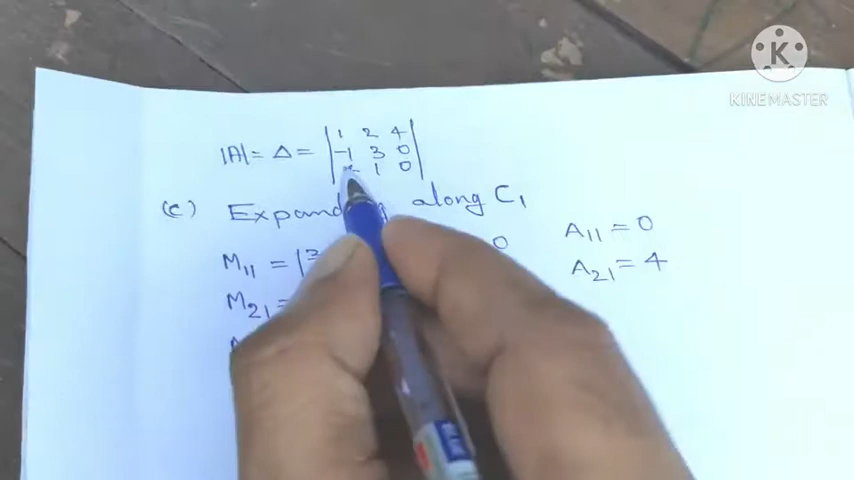 K
KINEMASTER
|A| = Δ = | 1 2 4
-1 3 0
1 0 |
(c) Expanding along C₁
M₁₁ = | 3 0 A₁₁ = 0
M₂₁ = A₂₁ = 4